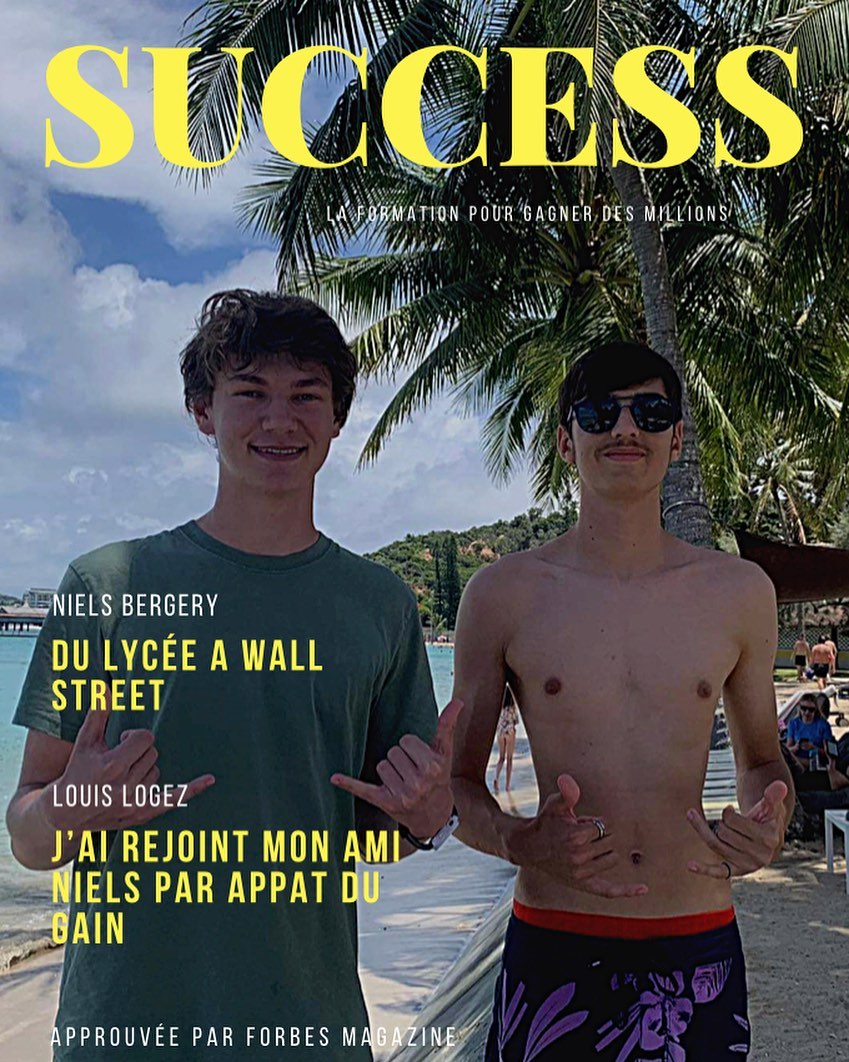 SUCCESS
LA FORMATION POUR GAGNER DES MILLIONS
NIELS BERGERY
DU LYCÉE A WALL
STREET
LOUIS LOGEZ
J'AI REJOINT MON AMI
NIELS PAR APPAT DU
GAIN
APPROUVÉE PAR FORBES MAGAZINE